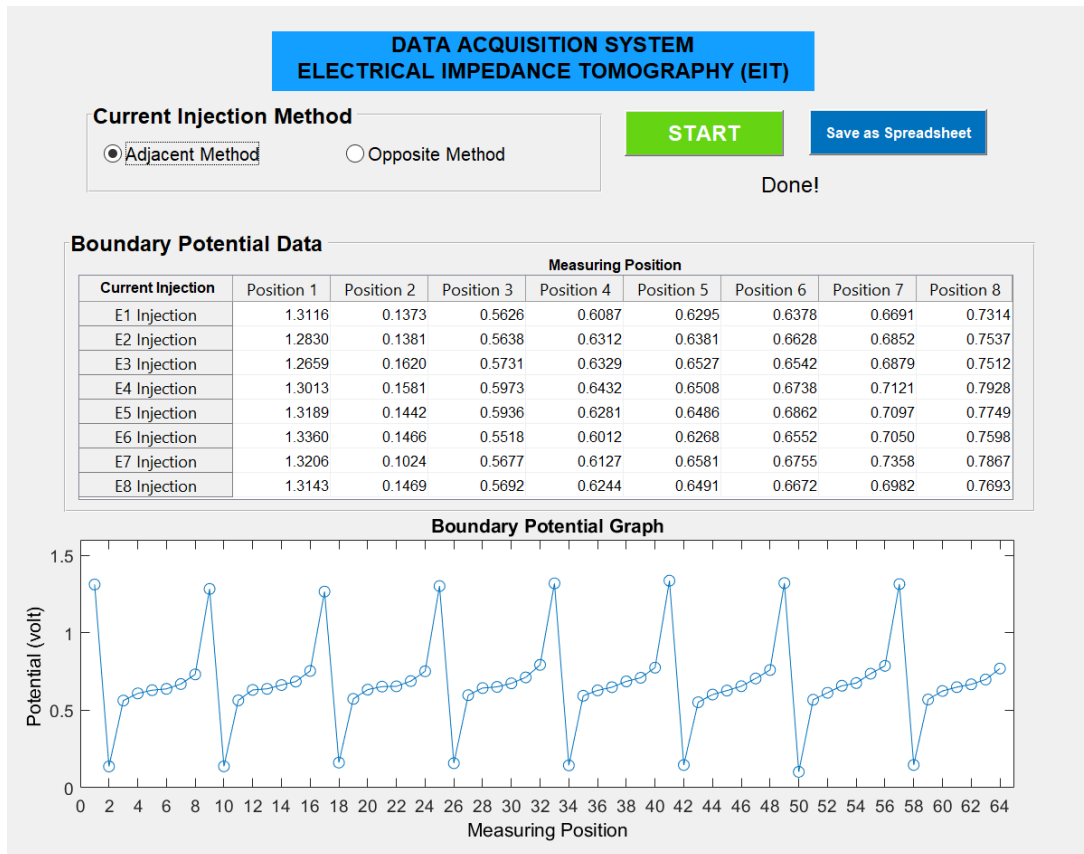 DATA ACQUISITION SYSTEM
ELECTRICAL IMPEDANCE TOMOGRAPHY (EIT)
Current Injection Method
Adjacent Method Opposite Method
START
Save as Spreadsheet
Done!
Boundary Potential Data
Measuring Position
Current Injection Position 1 Position 2 Position 3 Position 4 Position 5 Position 6 Position 7 Position 8
E1 Injection 1.3116 0.1373 0.5626 0.6087 0.6295 0.6378 0.6691 0.7314
E2 Injection 1.2830 0.1381 0.5638 0.6312 0.6381 0.6628 0.6852 0.7537
E3 Injection 1.2659 0.1620 0.5731 0.6329 0.6527 0.6542 0.6879 0.7512
E4 Injection 1.3013 0.1581 0.5973 0.6432 0.6508 0.6738 0.7121 0.7928
E5 Injection 1.3189 0.1442 0.5936 0.6281 0.6486 0.6862 0.7097 0.7749
E6 Injection 1.3360 0.1466 0.5518 0.6012 0.6268 0.6552 0.7050 0.7598
E7 Injection 1.3206 0.1024 0.5677 0.6127 0.6581 0.6755 0.7358 0.7867
E8 Injection 1.3143 0.1469 0.5692 0.6244 0.6491 0.6672 0.6982 0.7693
Boundary Potential Graph
Potential (volt)
1.5
1
0.5
0
0 2 4 6 8 10 12 14 16 18 20 22 24 26 28 30 32 34 36 38 40 42 44 46 48 50 52 54 56 58 60 62 64
Measuring Position